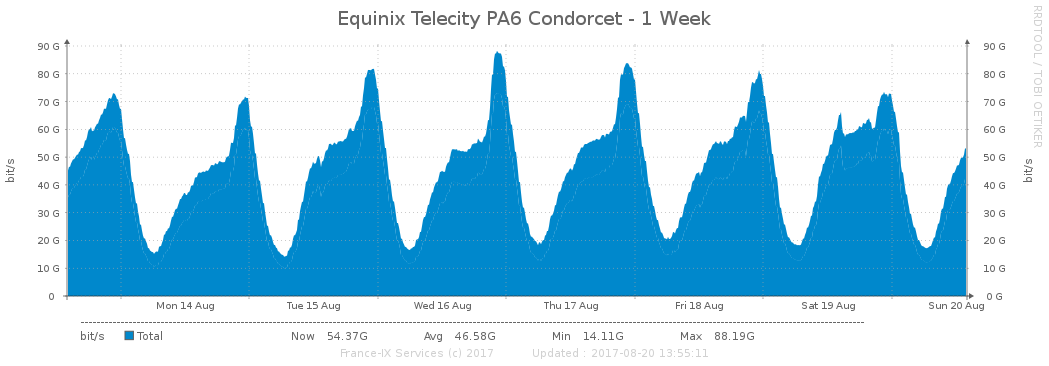 Equinix Telecity PA6 Condorcet - 1 Week
RRDTOOL / TOBI OETIKER
90 G 90 G
80 G 80 G
70 G 70 G
60 G 60 G
50 G 50 G
40 G 40 G
30 G 30 G
20 G 20 G
10 G 10 G
0 0 G
bit/s bit/s
Mon 14 Aug Tue 15 Aug Wed 16 Aug Thu 17 Aug Fri 18 Aug Sat 19 Aug Sun 20 Aug
bit/s Total Now 54.37G Avg 46.58G Min 14.11G Max 88.19G
France-IX Services (c) 2017 Updated : 2017-08-20 13:55:11